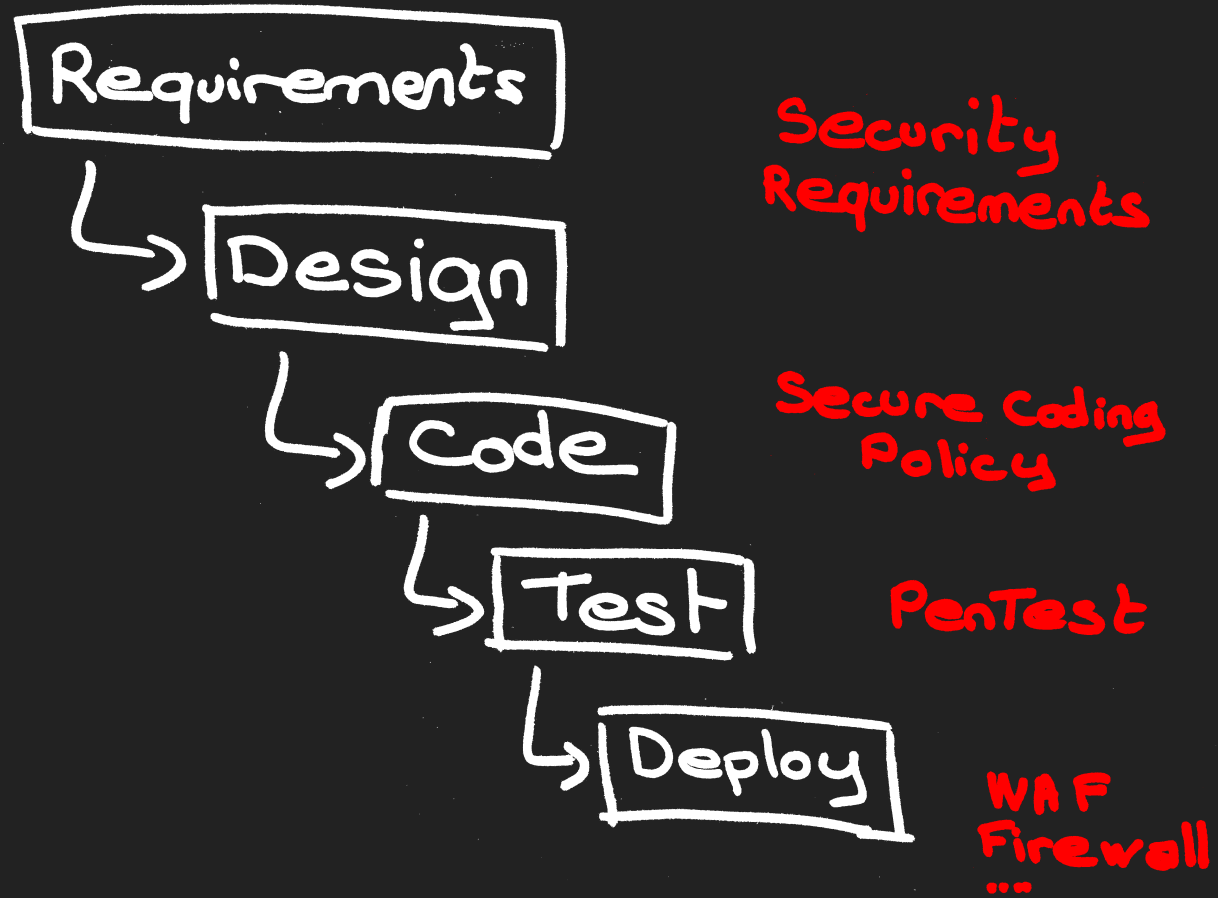 Requirements
Security
Requirements
Design
Secure Coding
Policy
Code
Test
PenTest
Deploy
WAF
Firewall
....